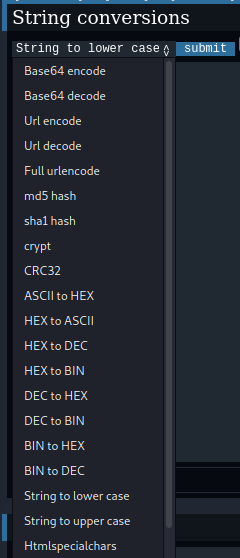 String conversions
String to lower case submit
Base64 encode
Base64 decode
Url encode
Url decode
Full urlencode
md5 hash
sha1 hash
crypt
CRC32
ASCII to HEX
HEX to ASCII
HEX to DEC
HEX to BIN
DEC to HEX
DEC to BIN
BIN to HEX
BIN to DEC
String to lower case
String to upper case
Htmlspecialchars